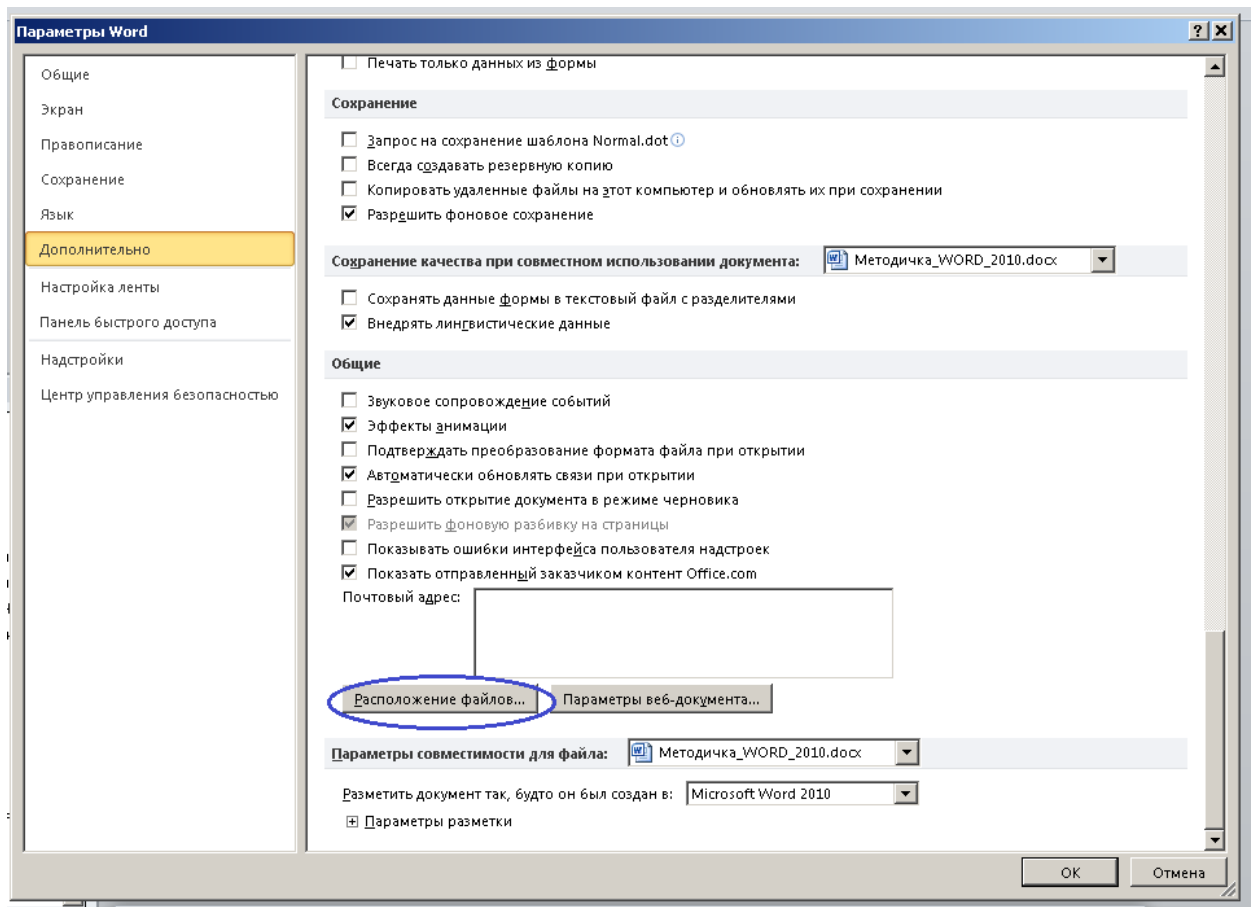 Параметры Word
Общие
Экран
Правописание
Сохранение
Язык
Дополнительно
Настройка ленты
Панель быстрого доступа
Надстройки
Центр управления безопасностью
Печать только данных из формы
Сохранение
Запрос на сохранение шаблона Normal.dot
Всегда создавать резервную копию
Копировать удаленные файлы на этот компьютер и обновлять их при сохранении
Разрешить фоновое сохранение
Сохранение качества при совместном использовании документа: Методичка_WORD_2010.docx
Сохранять данные формы в текстовый файл с разделителями
Внедрять лингвистические данные
Общие
Звуковое сопровождение событий
Эффекты анимации
Подтверждать преобразование формата файла при открытии
Автоматически обновлять связи при открытии
Разрешить открытие документа в режиме черновика
Разрешить фоновую разбивку на страницы
Показывать ошибки интерфейса пользователя надстроек
Показать отправленный заказчиком контент Office.com
Почтовый адрес:
Расположение файлов... Параметры веб-документа...
Параметры совместимости для файла: Методичка_WORD_2010.docx
Разметить документ так, будто он был создан в: Microsoft Word 2010
Параметры разметки
ОК Отмена